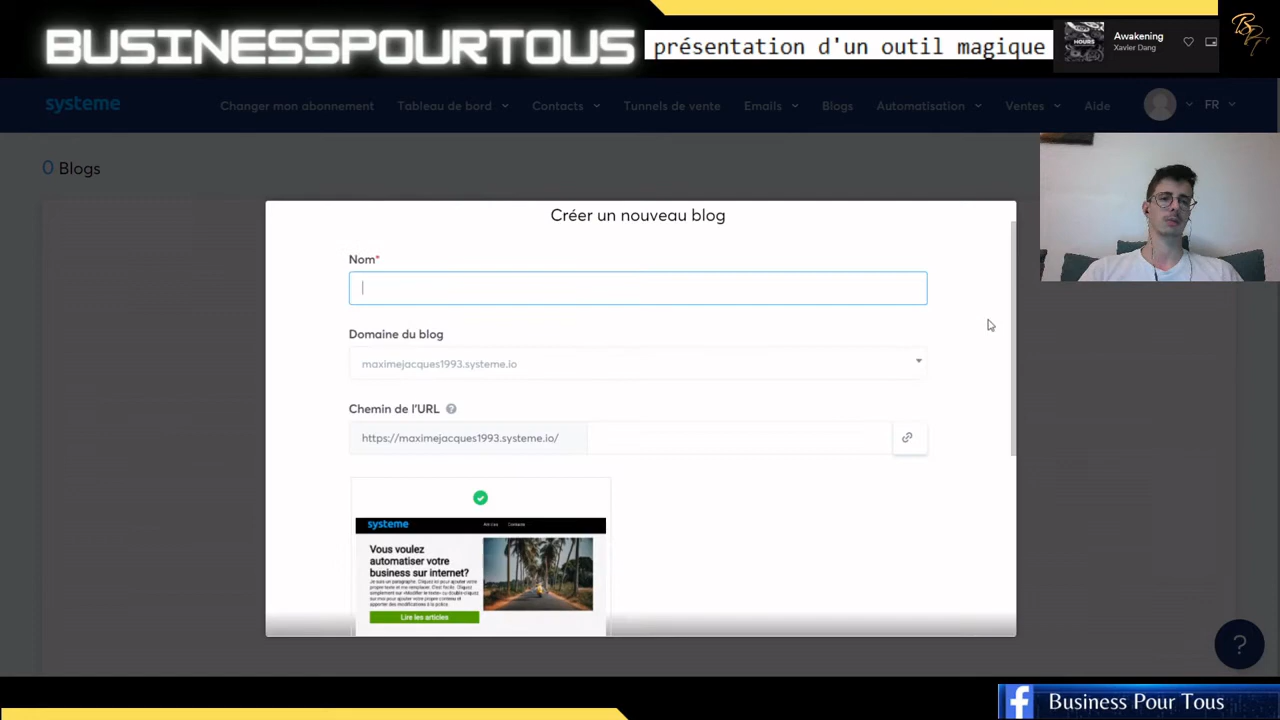 BUSINESSPOURTOUS
présentation d'un outil magique
HOURS
Awakening
Xavier Dang
systeme
Changer mon abonnement
Tableau de bord
Contacts
Tunnels de vente
Emails
Blogs
Automatisation
Ventes
Aide
FR
0 Blogs
Créer un nouveau blog
Nom*
Domaine du blog
maximejacques1993.systeme.io
Chemin de l'URL ?
https://maximejacques1993.systeme.io/
systeme
Vous voulez
automatiser votre
business sur internet?
Lire les articles
?
Business Pour Tous